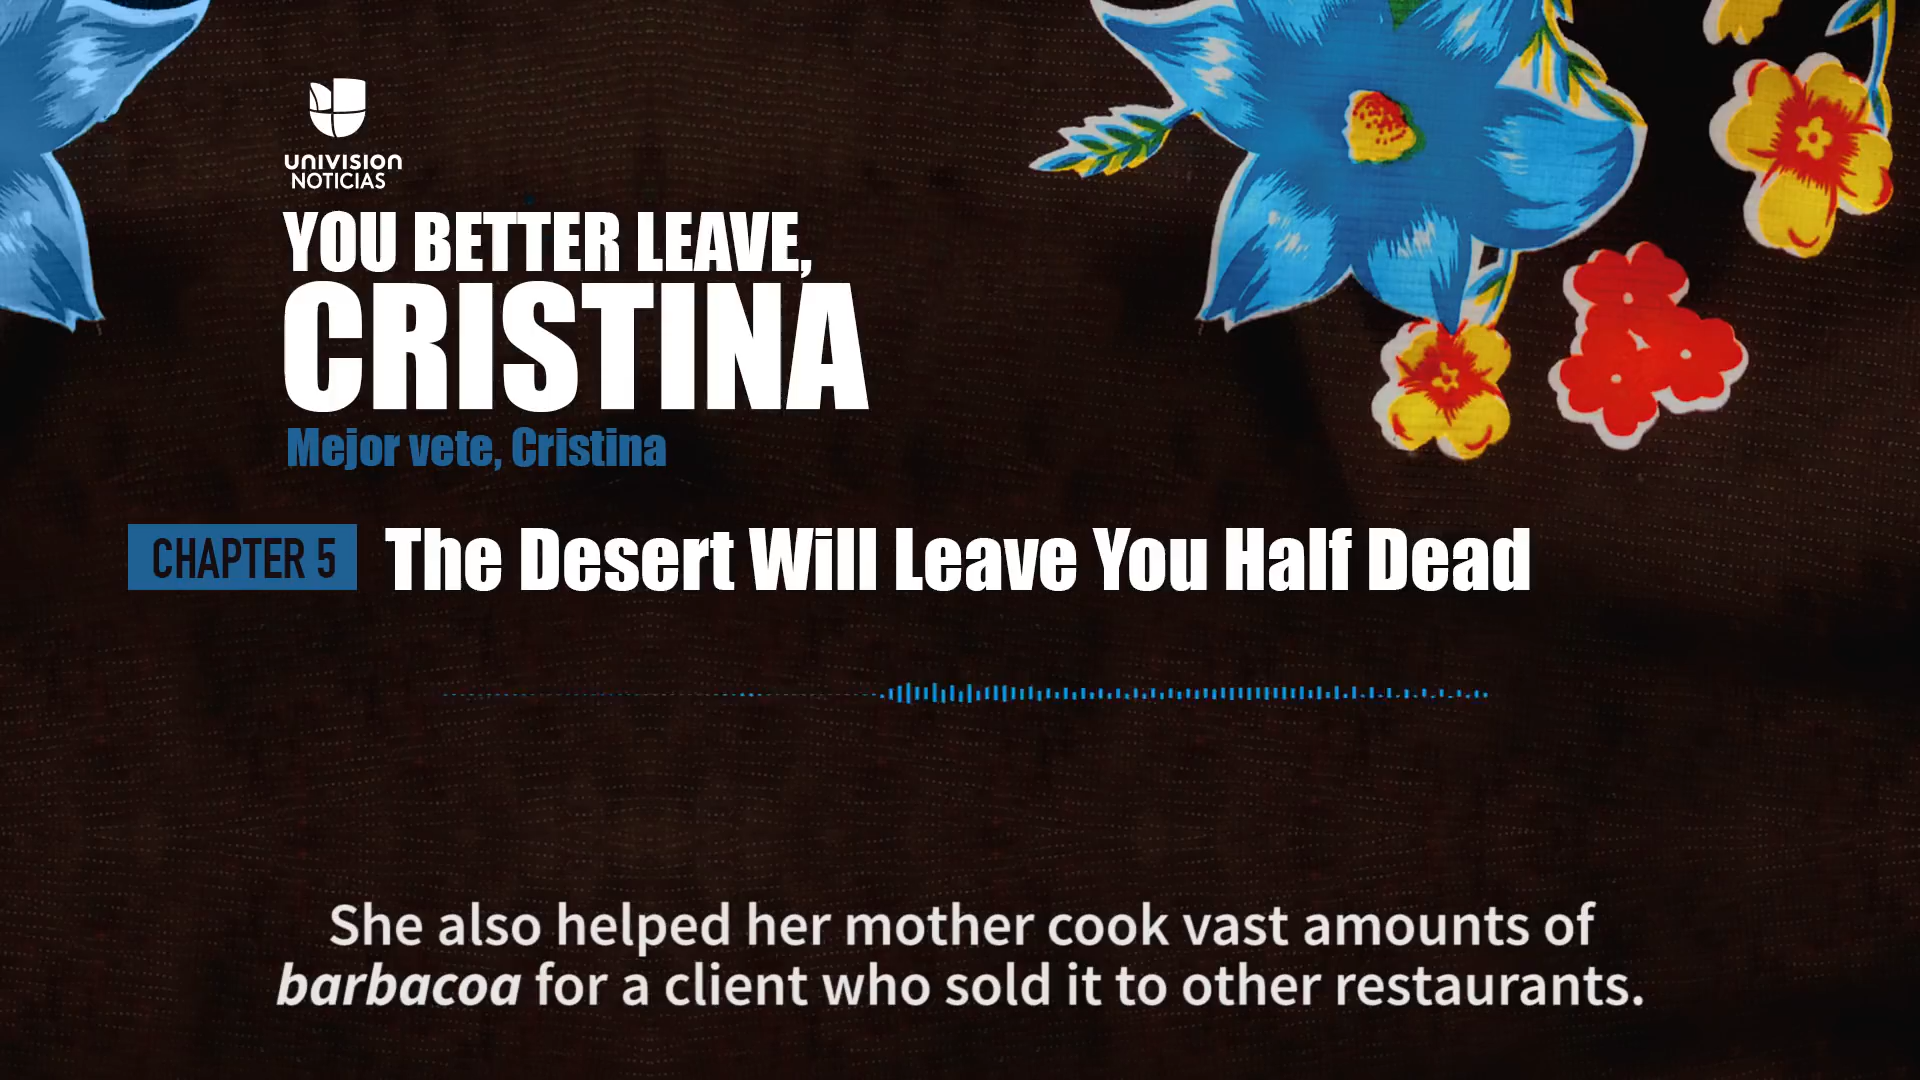 UNIVISION
NOTICIAS
YOU BETTER LEAVE,
CRISTINA
Mejor vete, Cristina
CHAPTER 5 The Desert Will Leave You Half Dead
She also helped her mother cook vast amounts of
barbacoa for a client who sold it to other restaurants.